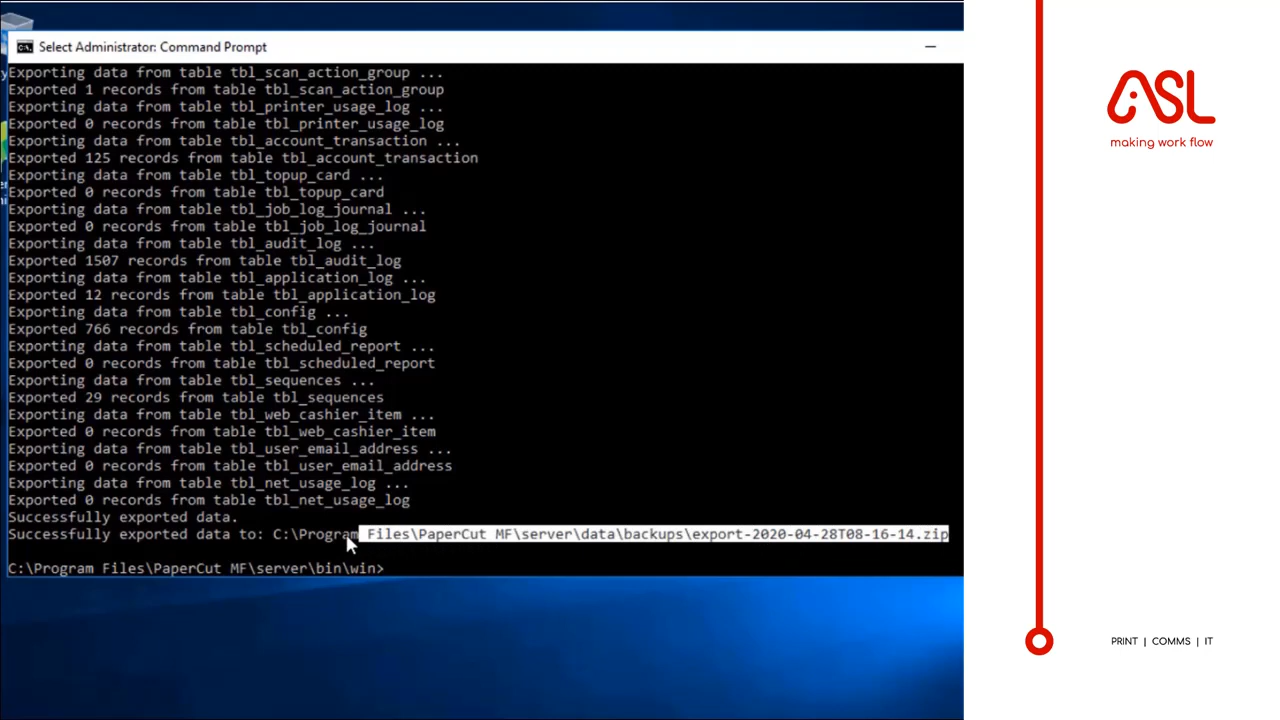 Select Administrator: Command Prompt
Exporting data from table tbl_scan_action_group ...
Exported 1 records from table tbl_scan_action_group
Exporting data from table tbl_printer_usage_log ...
Exported 0 records from table tbl_printer_usage_log
Exporting data from table tbl_account_transaction ...
Exported 125 records from table tbl_account_transaction
Exporting data from table tbl_topup_card ...
Exported 0 records from table tbl_topup_card
Exporting data from table tbl_job_log_journal ...
Exported 0 records from table tbl_job_log_journal
Exporting data from table tbl_audit_log ...
Exported 1507 records from table tbl_audit_log
Exporting data from table tbl_application_log ...
Exported 12 records from table tbl_application_log
Exporting data from table tbl_config ...
Exported 766 records from table tbl_config
Exporting data from table tbl_scheduled_report ...
Exported 0 records from table tbl_scheduled_report
Exporting data from table tbl_sequences ...
Exported 29 records from table tbl_sequences
Exporting data from table tbl_web_cashier_item ...
Exported 0 records from table tbl_web_cashier_item
Exporting data from table tbl_user_email_address ...
Exported 0 records from table tbl_user_email_address
Exporting data from table tbl_net_usage_log ...
Exported 0 records from table tbl_net_usage_log
Successfully exported data.
Successfully exported data to: C:\Program Files\PaperCut MF\server\data\backups\export-2020-04-28T08-16-14.zip
C:\Program Files\PaperCut MF\server\bin\win>
ASL
making work flow
PRINT | COMMS | IT